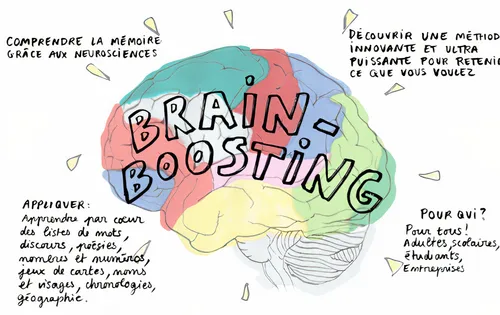 COMPRENDRE LA MÉMOIRE
GRÂCE AUX NEUROSCIENCES
DÉCOUVRIR UNE MÉTHOD
INNOVANTE ET ULTRA
PUISSANTE POUR RETENI
CE QUE VOUS VOULEZ
BRAIN-
BOOSTING
APPLIQUER:
Apprendre par cœur
des listes de mots,
discours, poésies,
nombres et numéros,
jeux de cartes, noms
et visages, chronologies,
géographie.
POUR QUI?
Pour tous!
Adultes, scolaires,
étudiants,
Entreprises